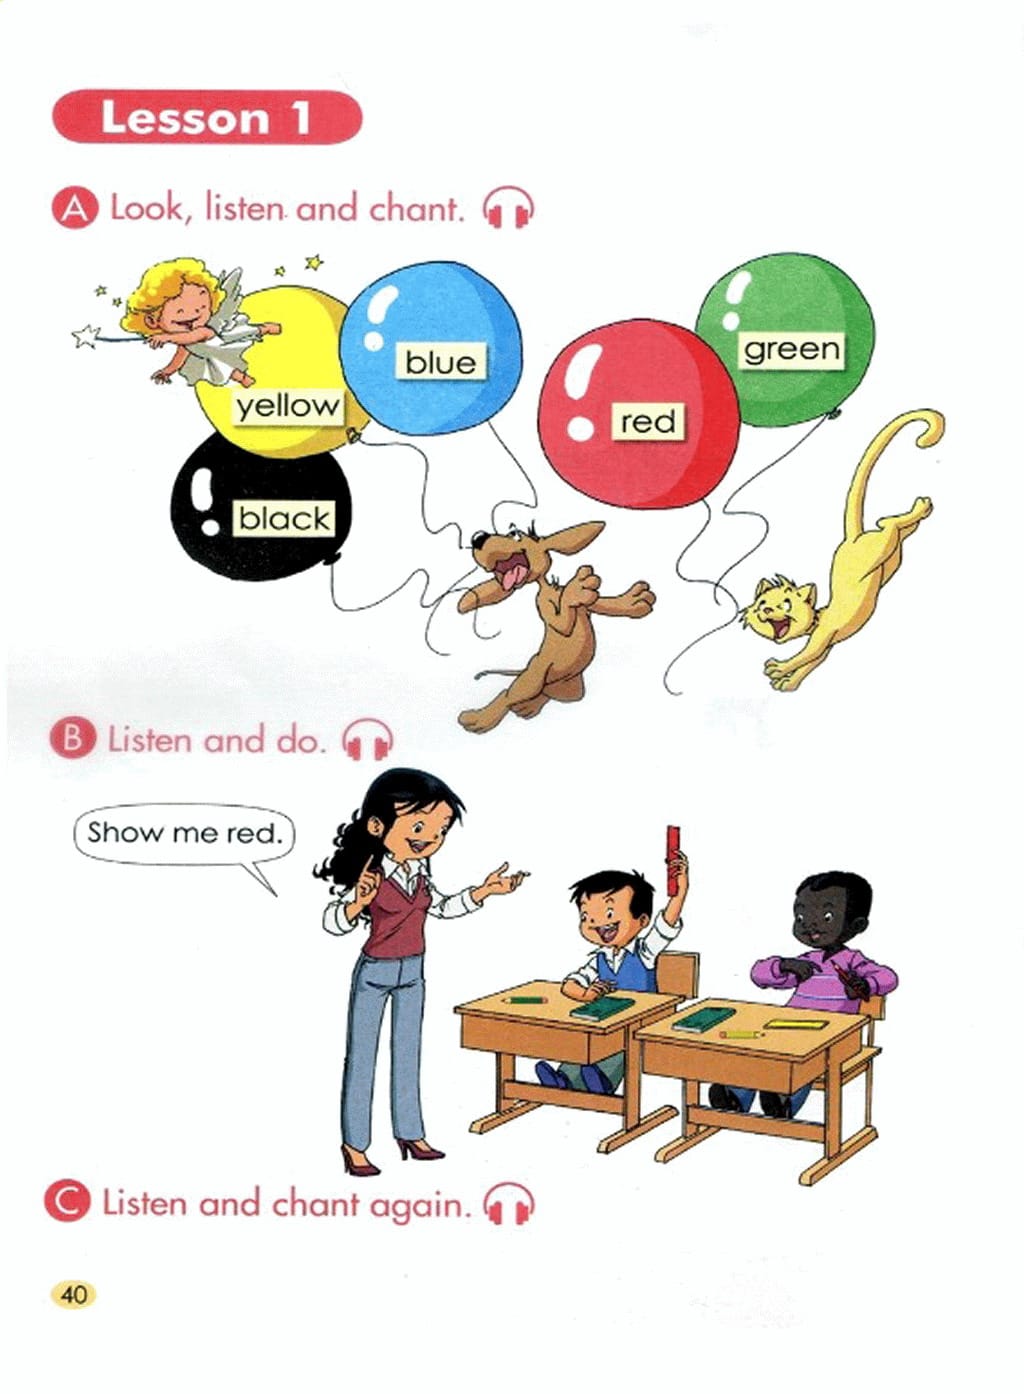 Lesson 1
A Look, listen and chant.
blue
green
yellow
red
black
B Listen and do.
Show me red.
C Listen and chant again.
40